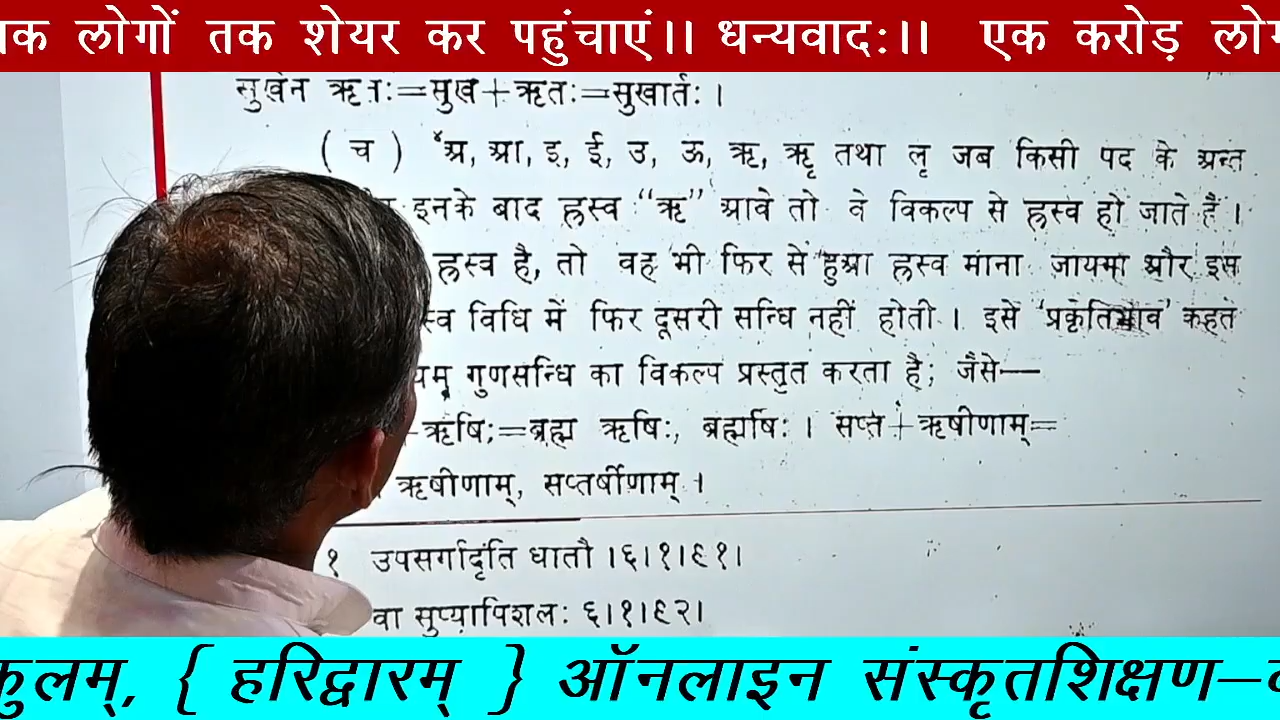 लोगों तक शेयर कर पहुंचाएं।। धन्यवादः।। एक करोड़
सुखेन ऋतः=सुख+ऋतः=सुखार्तः।
( च ) ४अ, आ, इ, ई, उ, ऊ, ऋ, ॠ तथा लृ जब किसी पद के अन्त
इनके बाद ह्रस्व “ऋ” आवे तो वे विकल्प से ह्रस्व हो जाते हैं।
ह्रस्व है, तो वह भी फिर से हुआ ह्रस्व माना जायगा और इस
विधि में फिर दूसरी सन्धि नहीं होती। इसे ‘प्रकृतिभाव’ कहते
गुणसन्धि का विकल्प प्रस्तुत करता है; जैसे—
ऋषिः=ब्रह्म ऋषिः, ब्रह्मर्षिः। सप्त+ऋषीणाम्=
ऋषीणाम्, सप्तर्षीणाम्।
१ उपसर्गादृति धातौ ।६।१।९१।
वा सुप्यापिशलेः ६।१।९२।
{ हरिद्वारम् } ऑनलाइन संस्कृतशिक्षण—